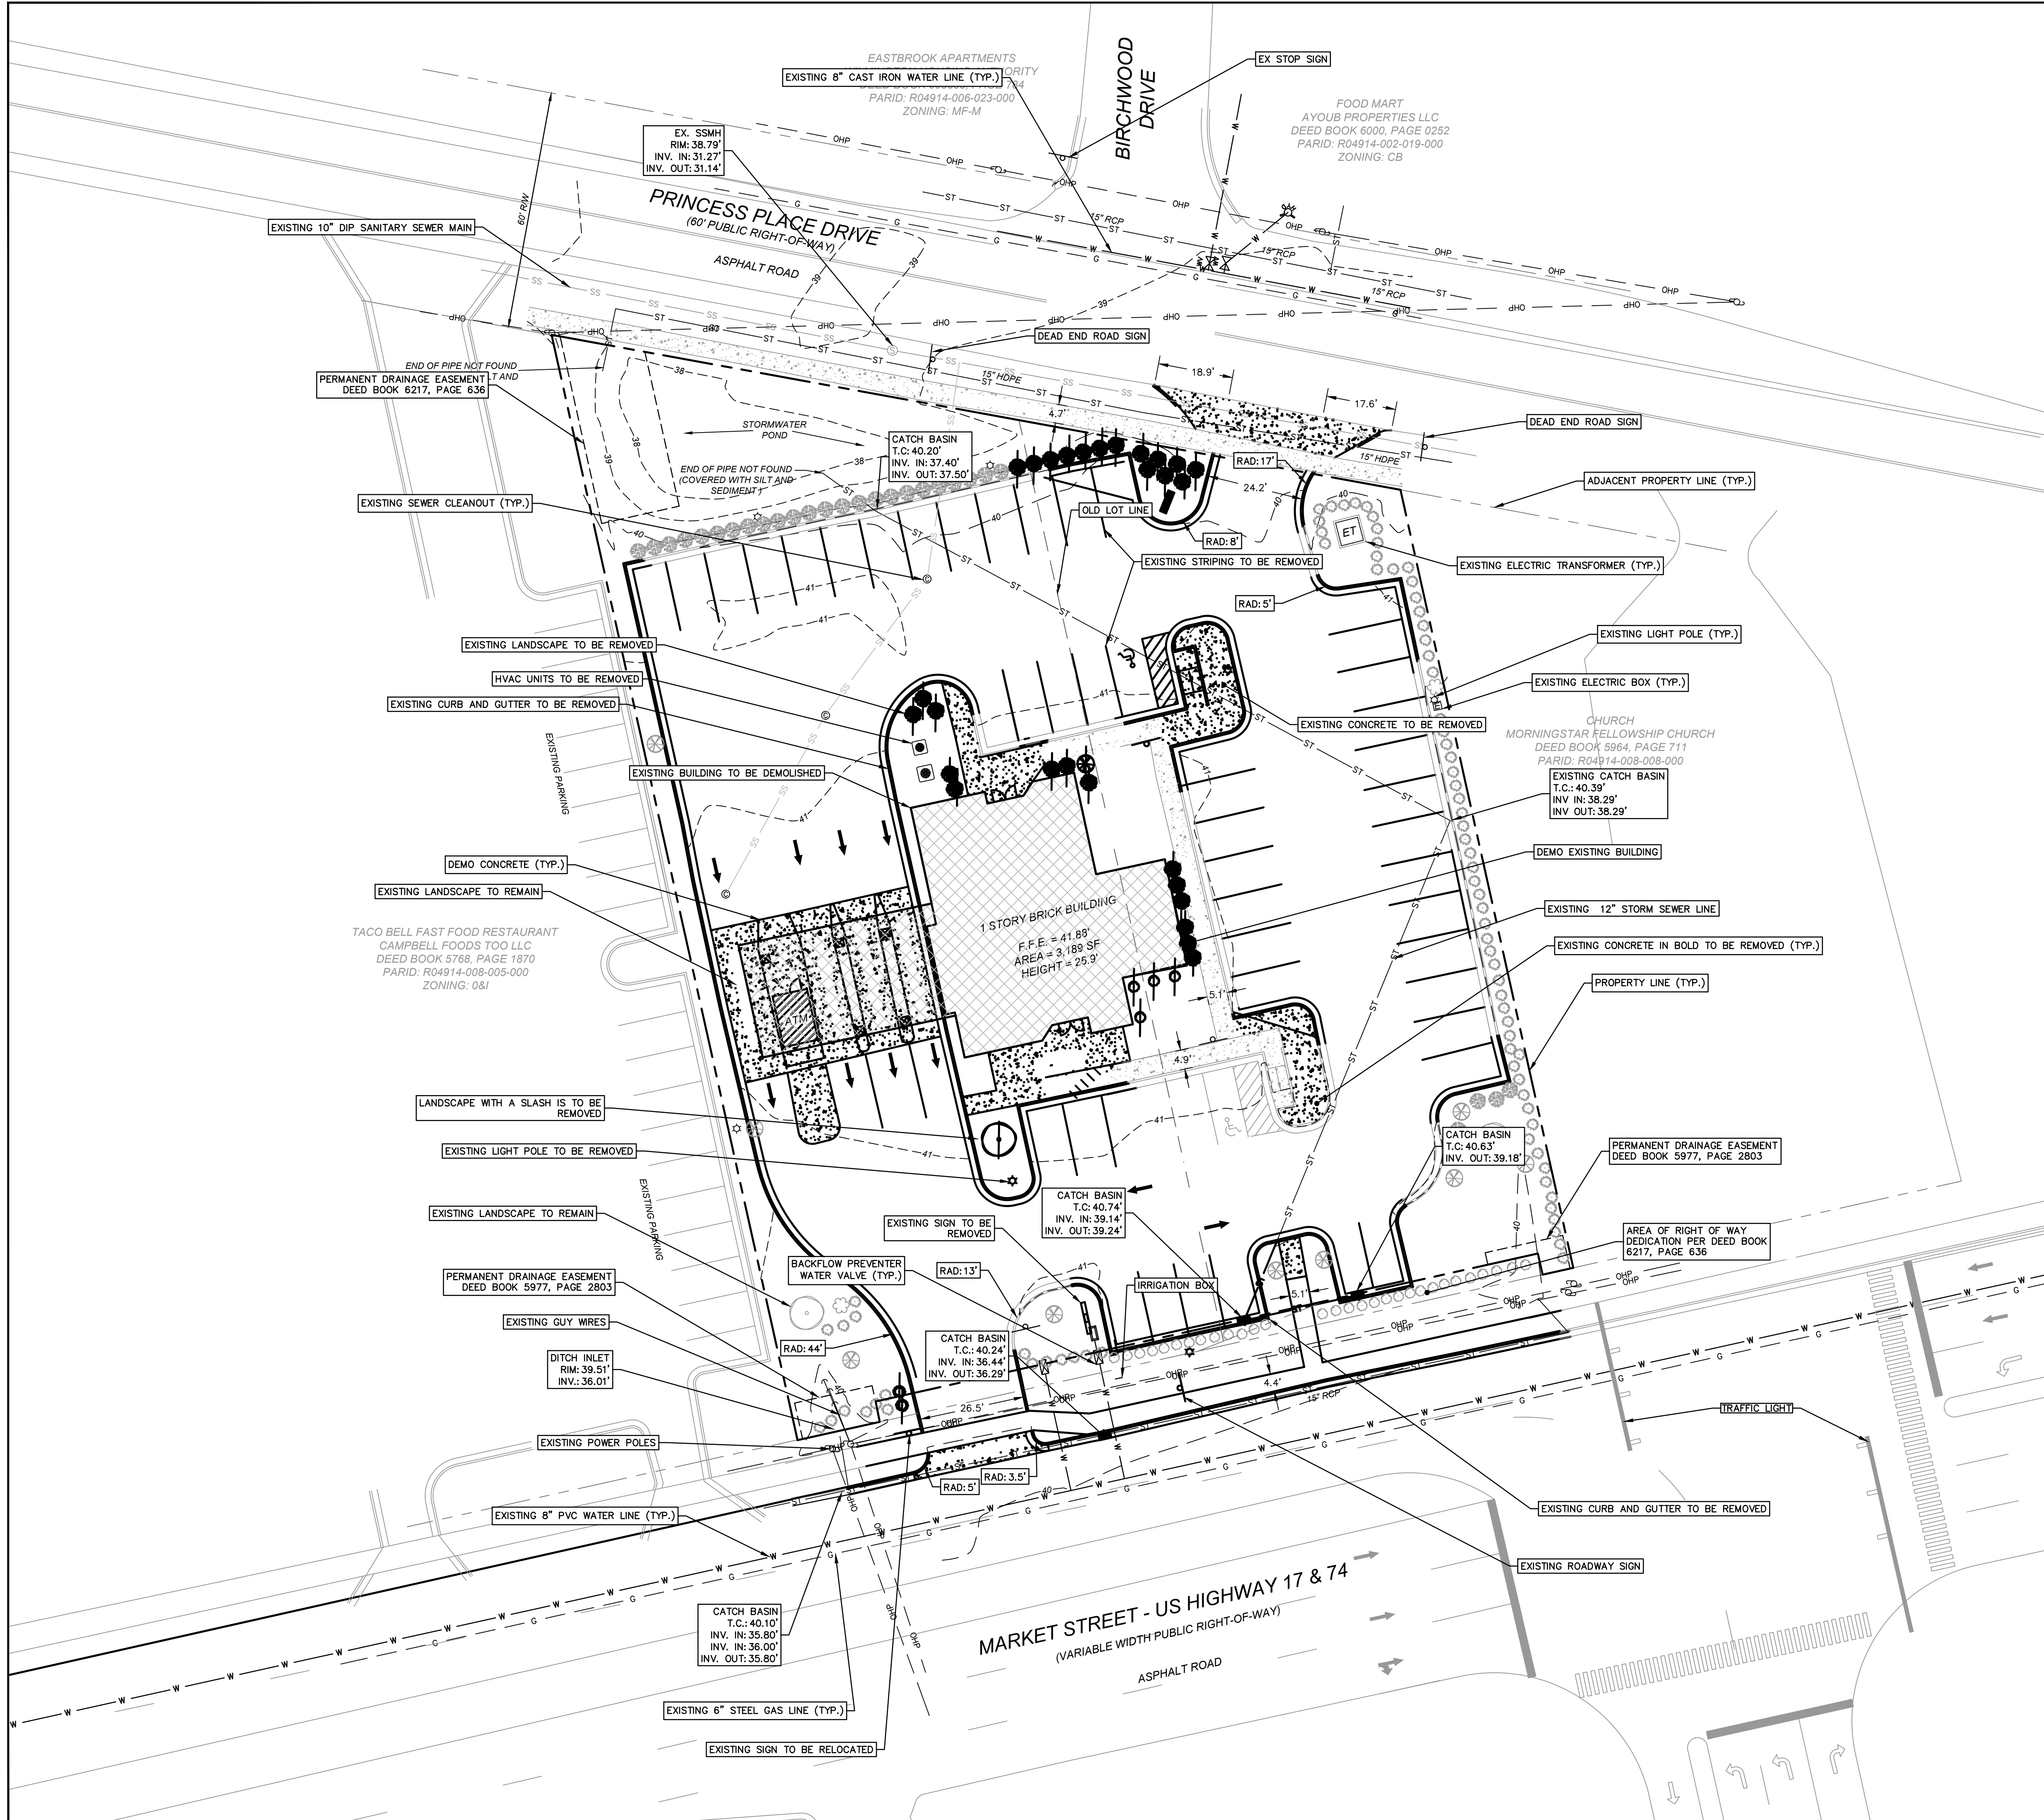 EASTBROOK APARTMENTS
EXISTING 8" CAST IRON WATER LINE (TYP.)
PARID: R04914-006-023-000
ZONING: MF-M
BIRCHWOOD
DRIVE
EX STOP SIGN
FOOD MART
AYOUB PROPERTIES LLC
DEED BOOK 6000, PAGE 0252
PARID: R04914-002-019-000
ZONING: CB
EX. SSMH
RIM: 38.79'
INV. IN: 31.27'
INV. OUT: 31.14'
60' R/W
PRINCESS PLACE DRIVE
(60' PUBLIC RIGHT-OF-WAY)
ASPHALT ROAD
EXISTING 10" DIP SANITARY SEWER MAIN
15" RCP
15" RCP
15" RCP
DEAD END ROAD SIGN
END OF PIPE NOT FOUND
PERMANENT DRAINAGE EASEMENT
DEED BOOK 6217, PAGE 636
15" HDPE
18.9'
17.6'
4.7'
DEAD END ROAD SIGN
STORMWATER
POND
CATCH BASIN
T.C: 40.20'
INV. IN: 37.40'
INV. OUT: 37.50'
END OF PIPE NOT FOUND
(COVERED WITH SILT AND
SEDIMENT)
RAD: 17'
15" HDPE
24.2'
ADJACENT PROPERTY LINE (TYP.)
EXISTING SEWER CLEANOUT (TYP.)
OLD LOT LINE
ET
RAD: 8'
EXISTING STRIPING TO BE REMOVED
EXISTING ELECTRIC TRANSFORMER (TYP.)
RAD: 5'
EXISTING LANDSCAPE TO BE REMOVED
EXISTING LIGHT POLE (TYP.)
HVAC UNITS TO BE REMOVED
EXISTING ELECTRIC BOX (TYP.)
EXISTING CURB AND GUTTER TO BE REMOVED
EXISTING CONCRETE TO BE REMOVED
CHURCH
MORNINGSTAR FELLOWSHIP CHURCH
DEED BOOK 5964, PAGE 711
PARID: R04914-008-008-000
EXISTING PARKING
EXISTING BUILDING TO BE DEMOLISHED
EXISTING CATCH BASIN
T.C.: 40.39'
INV IN: 38.29'
INV OUT: 38.29'
DEMO CONCRETE (TYP.)
DEMO EXISTING BUILDING
EXISTING LANDSCAPE TO REMAIN
1 STORY BRICK BUILDING
F.F.E. = 41.88'
AREA = 3,189 SF
HEIGHT = 25.9'
EXISTING 12" STORM SEWER LINE
TACO BELL FAST FOOD RESTAURANT
CAMPBELL FOODS TOO LLC
DEED BOOK 5768, PAGE 1870
PARID: R04914-008-005-000
ZONING: 0&I
EXISTING CONCRETE IN BOLD TO BE REMOVED (TYP.)
PROPERTY LINE (TYP.)
ATM
5.1'
4.9'
LANDSCAPE WITH A SLASH IS TO BE
REMOVED
EXISTING LIGHT POLE TO BE REMOVED
CATCH BASIN
T.C: 40.63'
INV. OUT: 39.18'
PERMANENT DRAINAGE EASEMENT
DEED BOOK 5977, PAGE 2803
EXISTING PARKING
CATCH BASIN
T.C: 40.74'
INV. IN: 39.14'
INV. OUT: 39.24'
EXISTING LANDSCAPE TO REMAIN
EXISTING SIGN TO BE
REMOVED
AREA OF RIGHT OF WAY
DEDICATION PER DEED BOOK
6217, PAGE 636
BACKFLOW PREVENTER
WATER VALVE (TYP.)
RAD: 13'
IRRIGATION BOX
5.1'
PERMANENT DRAINAGE EASEMENT
DEED BOOK 5977, PAGE 2803
EXISTING GUY WIRES
RAD: 44'
CATCH BASIN
T.C.: 40.24'
INV. IN: 36.44'
INV. OUT: 36.29'
DITCH INLET
RIM: 39.51'
INV.: 36.01'
4.4'
15" RCP
26.5'
TRAFFIC LIGHT
EXISTING POWER POLES
RAD: 5'
RAD: 3.5'
EXISTING 8" PVC WATER LINE (TYP.)
EXISTING CURB AND GUTTER TO BE REMOVED
EXISTING ROADWAY SIGN
MARKET STREET - US HIGHWAY 17 & 74
(VARIABLE WIDTH PUBLIC RIGHT-OF-WAY)
ASPHALT ROAD
CATCH BASIN
T.C.: 40.10'
INV. IN: 35.80'
INV. IN: 36.00'
INV. OUT: 35.80'
EXISTING 6" STEEL GAS LINE (TYP.)
EXISTING SIGN TO BE RELOCATED